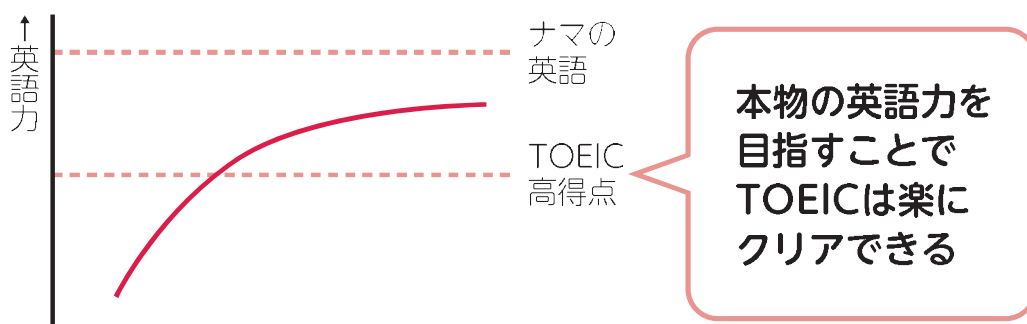 ↑英語力
ナマの
英語
TOEIC
高得点
本物の英語力を
目指すことで
TOEICは楽に
クリアできる